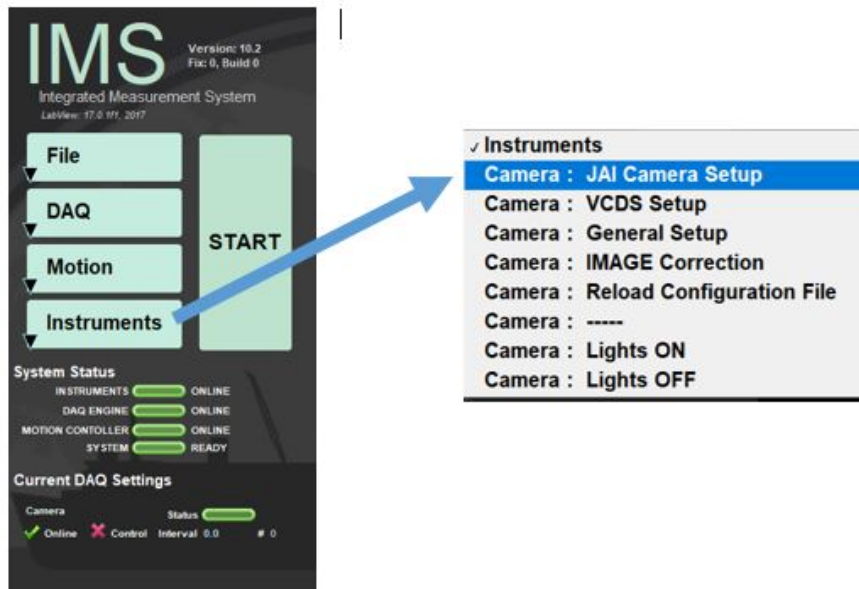 IMS
Version: 10.2
Fix: 0, Build 0
Integrated Measurement System
LabView: 17.0.1f1, 2017
File
DAQ
Motion
Instruments
START
System Status
INSTRUMENTS ONLINE
DAQ ENGINE ONLINE
MOTION CONTOLLER ONLINE
SYSTEM READY
Current DAQ Settings
Camera Status
Online Control Interval 0.0 # 0
✓ Instruments
Camera : JAI Camera Setup
Camera : VCDS Setup
Camera : General Setup
Camera : IMAGE Correction
Camera : Reload Configuration File
Camera : -----
Camera : Lights ON
Camera : Lights OFF